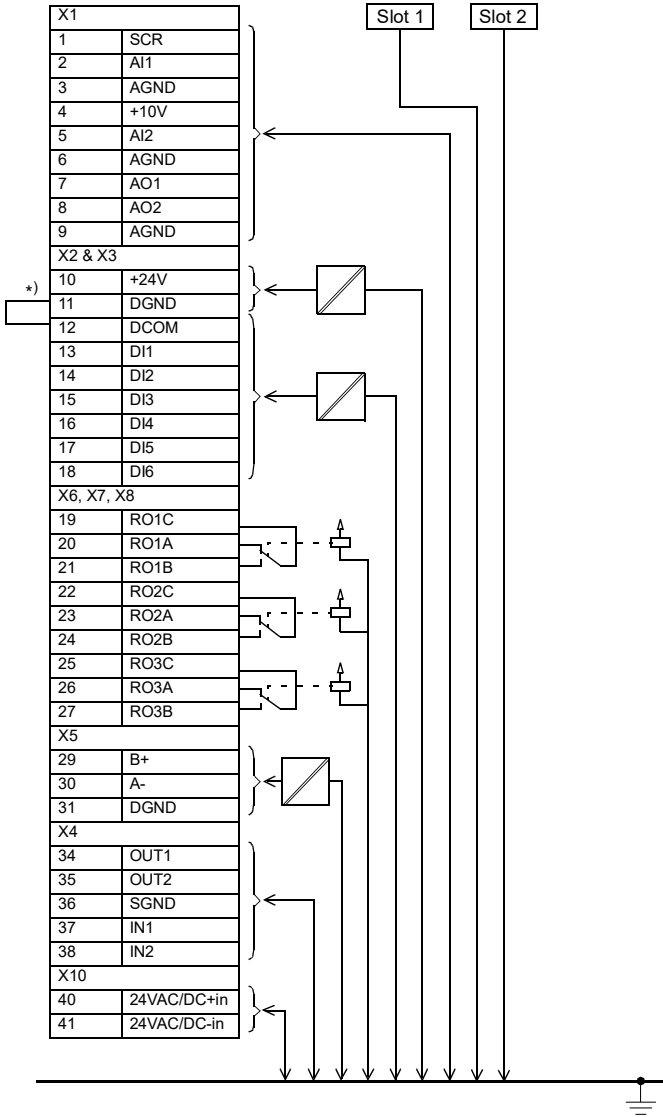 X1
Slot 1
Slot 2
1 SCR
2 AI1
3 AGND
4 +10V
5 AI2
6 AGND
7 AO1
8 AO2
9 AGND
X2 & X3
10 +24V
*)
11 DGND
12 DCOM
13 DI1
14 DI2
15 DI3
16 DI4
17 DI5
18 DI6
X6, X7, X8
19 RO1C
20 RO1A
21 RO1B
22 RO2C
23 RO2A
24 RO2B
25 RO3C
26 RO3A
27 RO3B
X5
29 B+
30 A-
31 DGND
X4
34 OUT1
35 OUT2
36 SGND
37 IN1
38 IN2
X10
40 24VAC/DC+in
41 24VAC/DC-in